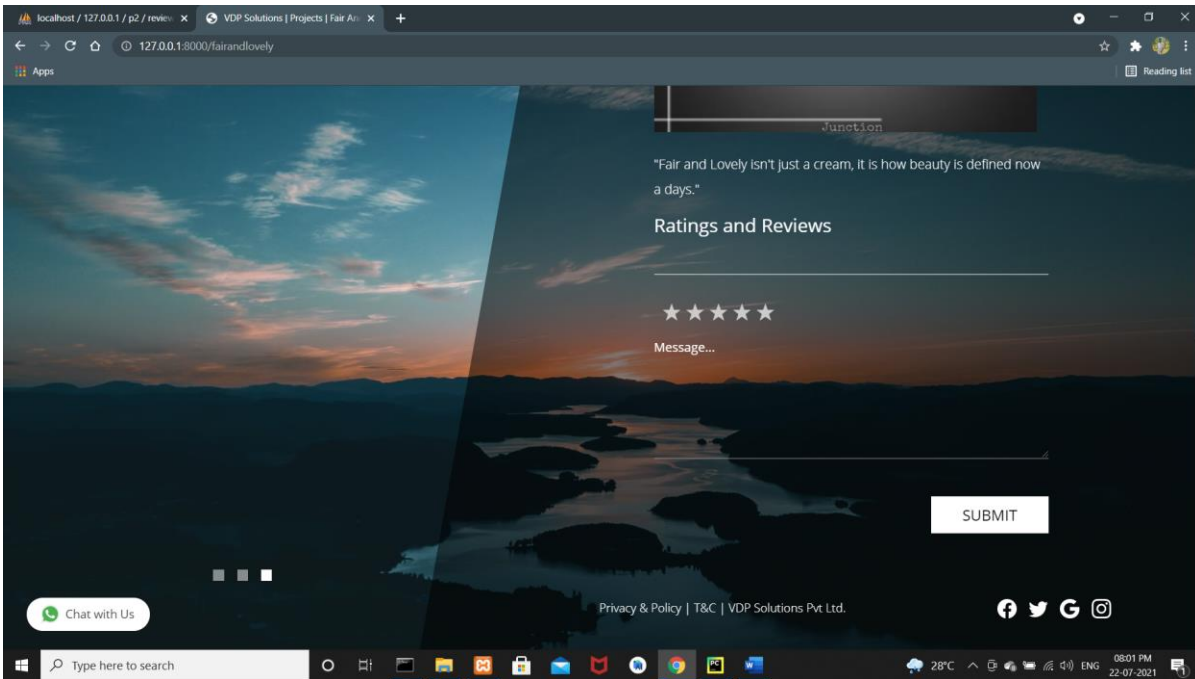 localhost / 127.0.0.1 / p2 / review
VDP Solutions | Projects | Fair An
127.0.0.1:8000/fairandlovely
Apps
Reading list
Junction
"Fair and Lovely isn't just a cream, it is how beauty is defined now
a days."
Ratings and Reviews
Message...
SUBMIT
Chat with Us
Privacy & Policy | T&C | VDP Solutions Pvt Ltd.
Type here to search
28°C
ENG
08:01 PM
22-07-2021